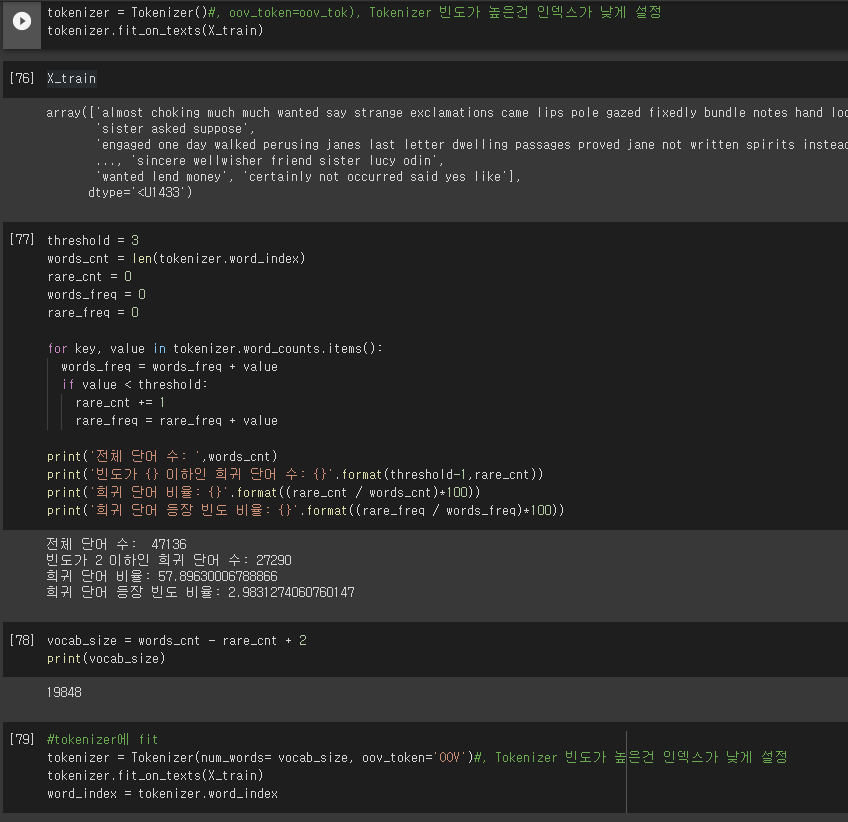 tokenizer = Tokenizer()#, oov_token=oov_tok), Tokenizer 빈도가 높은건 인덱스가 낮게 설정
tokenizer.fit_on_texts(X_train)
[76] X_train
array(['almost choking much much wanted say strange exclamations came lips pole gazed fixedly bundle notes hand loo
'sister asked suppose',
'engaged one day walked perusing janes last letter dwelling passages proved jane not written spirits instead
..., 'sincere wellwisher friend sister lucy odin',
'wanted lend money', 'certainly not occurred said yes like'],
dtype='<U1433')
[77] threshold = 3
words_cnt = len(tokenizer.word_index)
rare_cnt = 0
words_freq = 0
rare_freq = 0
for key, value in tokenizer.word_counts.items():
words_freq = words_freq + value
if value < threshold:
rare_cnt += 1
rare_freq = rare_freq + value
print('전체 단어 수: ',words_cnt)
print('빈도가 {} 이하인 희귀 단어 수: {}'.format(threshold-1,rare_cnt))
print('희귀 단어 비율: {}'.format((rare_cnt / words_cnt)*100))
print('희귀 단어 등장 빈도 비율: {}'.format((rare_freq / words_freq)*100))
전체 단어 수:  47136
빈도가 2 이하인 희귀 단어 수: 27290
희귀 단어 비율: 57.89630006788866
희귀 단어 등장 빈도 비율: 2.9831274060760147
[78] vocab_size = words_cnt - rare_cnt + 2
print(vocab_size)
19848
[79] #tokenizer에 fit
tokenizer = Tokenizer(num_words= vocab_size, oov_token='OOV')#, Tokenizer 빈도가 높은건 인덱스가 낮게 설정
tokenizer.fit_on_texts(X_train)
word_index = tokenizer.word_index